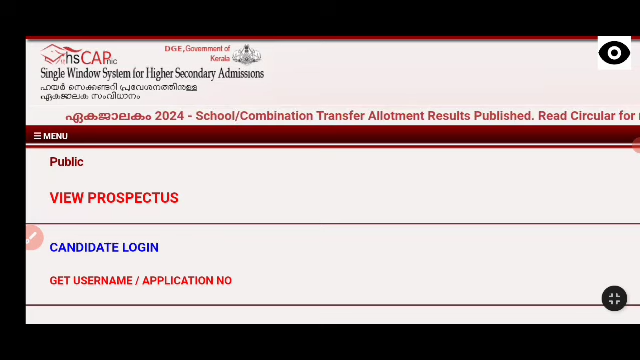 hsCAP nic
DGE, Government of
Kerala
Single Window System for Higher Secondary Admissions
ഹയർ സെക്കണ്ടറി പ്രവേശനത്തിനുള്ള
ഏകജാലക സംവിധാനം
ഏകജാലകം 2024 - School/Combination Transfer Allotment Results Published. Read Circular for
☰ MENU
Public
VIEW PROSPECTUS
CANDIDATE LOGIN
GET USERNAME / APPLICATION NO